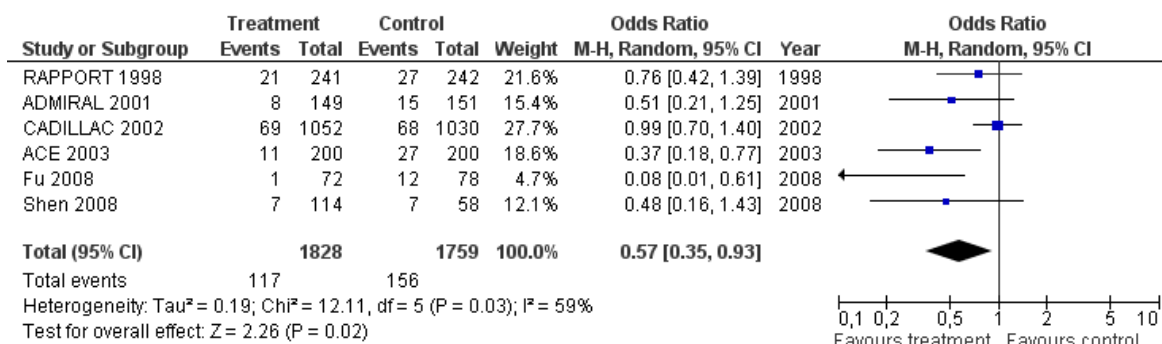 Treatment Control Odds Ratio Odds Ratio
Study or Subgroup Events Total Events Total Weight M-H, Random, 95% CI Year M-H, Random, 95% CI
RAPPORT 1998 21 241 27 242 21.6% 0.76 [0.42, 1.39] 1998
ADMIRAL 2001 8 149 15 151 15.4% 0.51 [0.21, 1.25] 2001
CADILLAC 2002 69 1052 68 1030 27.7% 0.99 [0.70, 1.40] 2002
ACE 2003 11 200 27 200 18.6% 0.37 [0.18, 0.77] 2003
Fu 2008 1 72 12 78 4.7% 0.08 [0.01, 0.61] 2008
Shen 2008 7 114 7 58 12.1% 0.48 [0.16, 1.43] 2008
Total (95% CI) 1828 1759 100.0% 0.57 [0.35, 0.93]
Total events 117 156
Heterogeneity: Tau² = 0.19; Chi² = 12.11, df = 5 (P = 0.03); I² = 59%
Test for overall effect: Z = 2.26 (P = 0.02)
0,1 0,2 0,5 1 2 5 10
Favours treatment Favours control